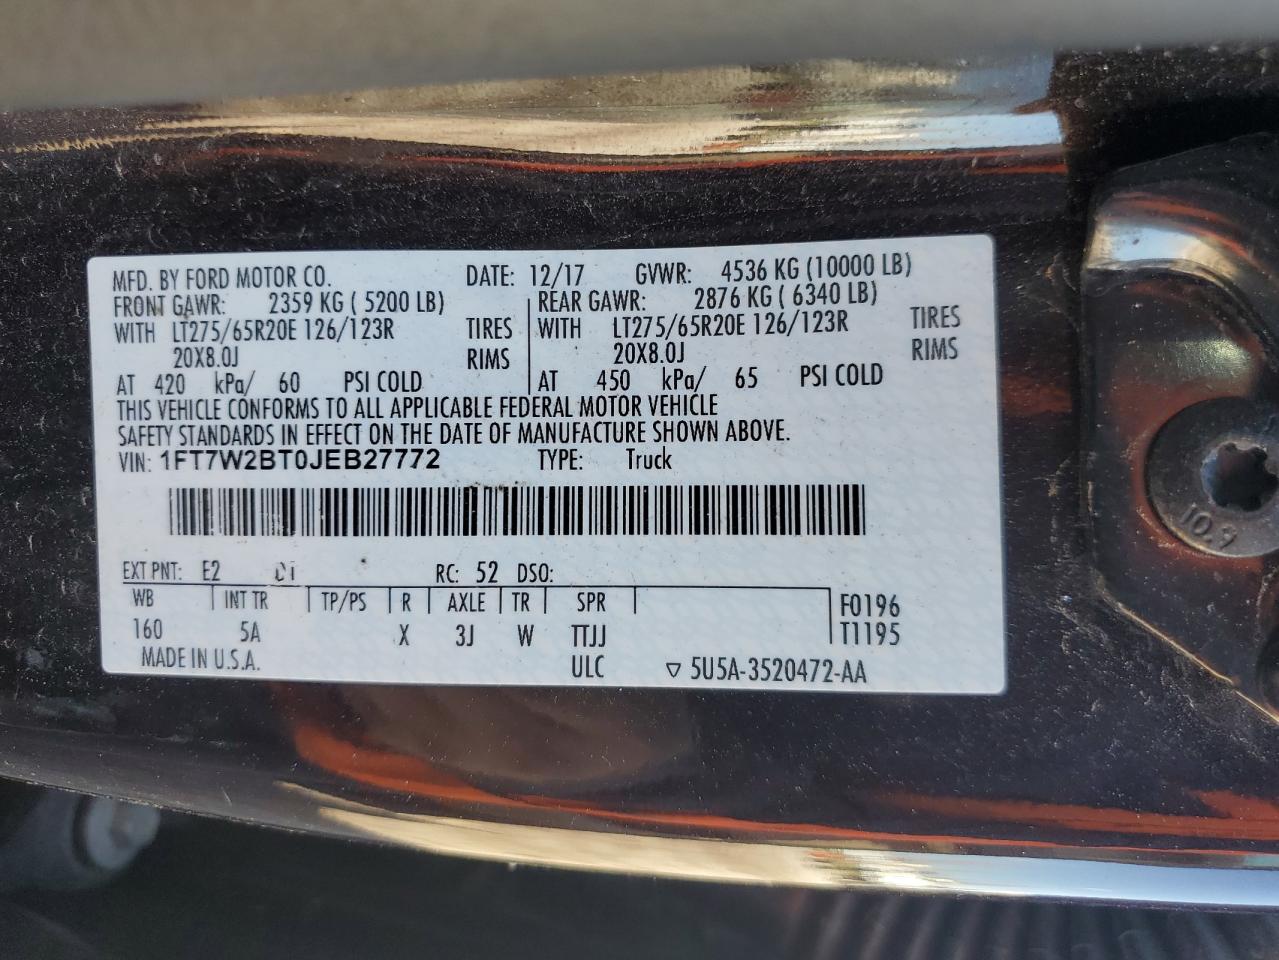 MFD. BY FORD MOTOR CO. DATE: 12/17 GVWR: 4536 KG (10000 LB)
FRONT GAWR: 2359 KG ( 5200 LB) REAR GAWR: 2876 KG ( 6340 LB)
WITH LT275/65R20E 126/123R TIRES WITH LT275/65R20E 126/123R TIRES
20X8.0J RIMS 20X8.0J RIMS
AT 420 kPa/ 60 PSI COLD AT 450 kPa/ 65 PSI COLD
THIS VEHICLE CONFORMS TO ALL APPLICABLE FEDERAL MOTOR VEHICLE
SAFETY STANDARDS IN EFFECT ON THE DATE OF MANUFACTURE SHOWN ABOVE.
VIN: 1FT7W2BT0JEB27772 TYPE: Truck
EXT PNT: E2 RC: 52 DSO:
WB INT TR TP/PS R AXLE TR SPR F0196
160 5A X 3J W TTJJ T1195
MADE IN U.S.A. ULC ▽ 5U5A-3520472-AA
10.9